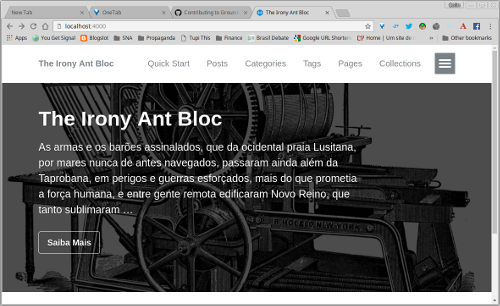 New Tab
OneTab
Contributing to Ground
The Irony Ant Bloc
localhost:4000
Apps
You Get Signal
Blogslot
SNA
Propaganda
Tupi This
Finance
Brasil Debate
Google URL Shorten
Home | Um site de
Other bookmarks
The Irony Ant Bloc
Quick Start
Posts
Categories
Tags
Pages
Collections
The Irony Ant Bloc
As armas e os barões assinalados, que da ocidental praia Lusitana,
por mares nunca de antes navegados, passaram ainda além da
Taprobana, em perigos e guerras esforçados, mais do que prometia
a força humana, e entre gente remota edificaram Novo Reino, que
tanto sublimaram ...
Saiba Mais